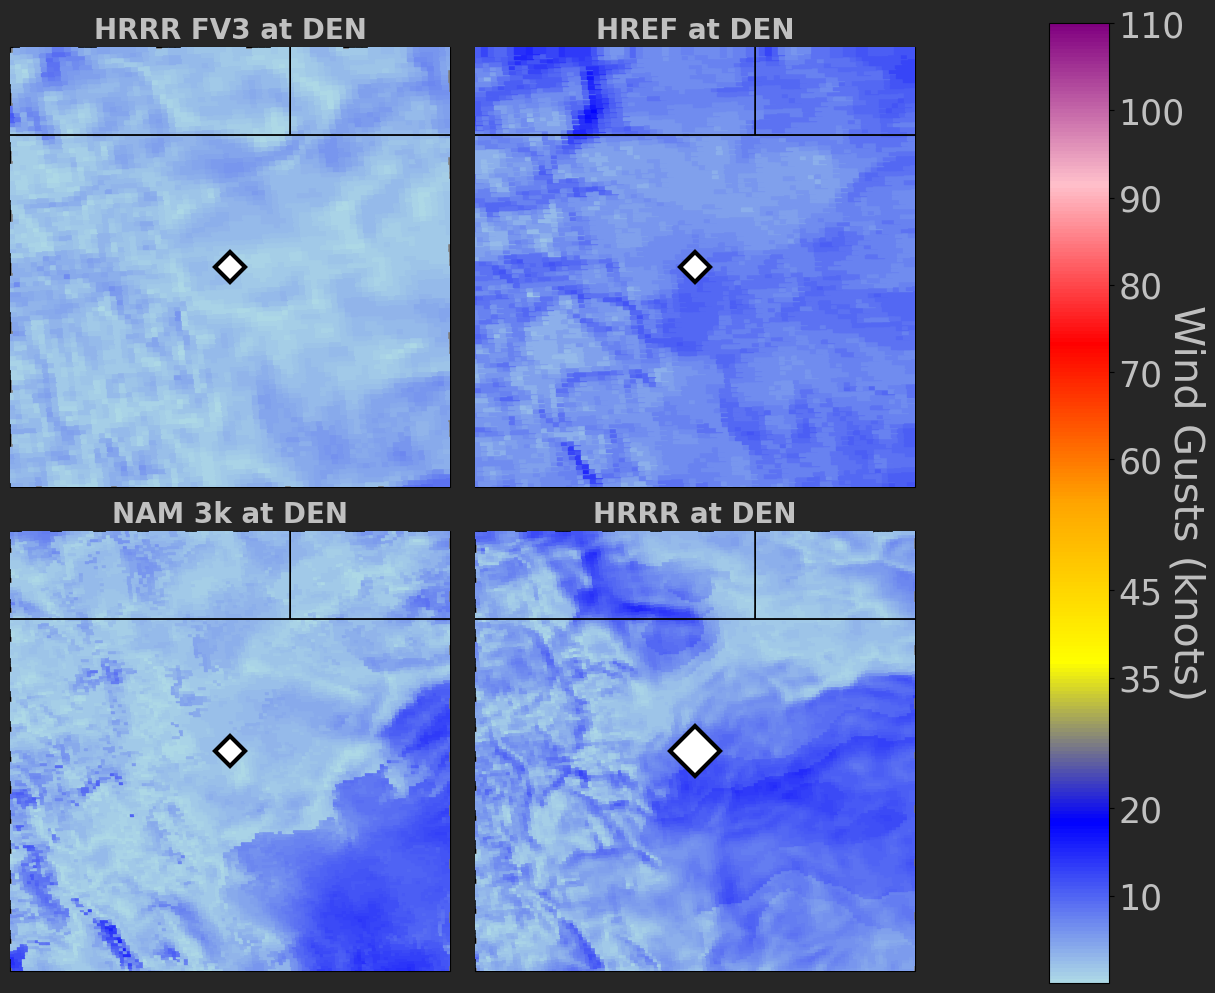 HRRR FV3 at DEN
HREF at DEN
NAM 3k at DEN
HRRR at DEN
110
100
90
80
70
60
45
35
20
10
Wind Gusts (knots)